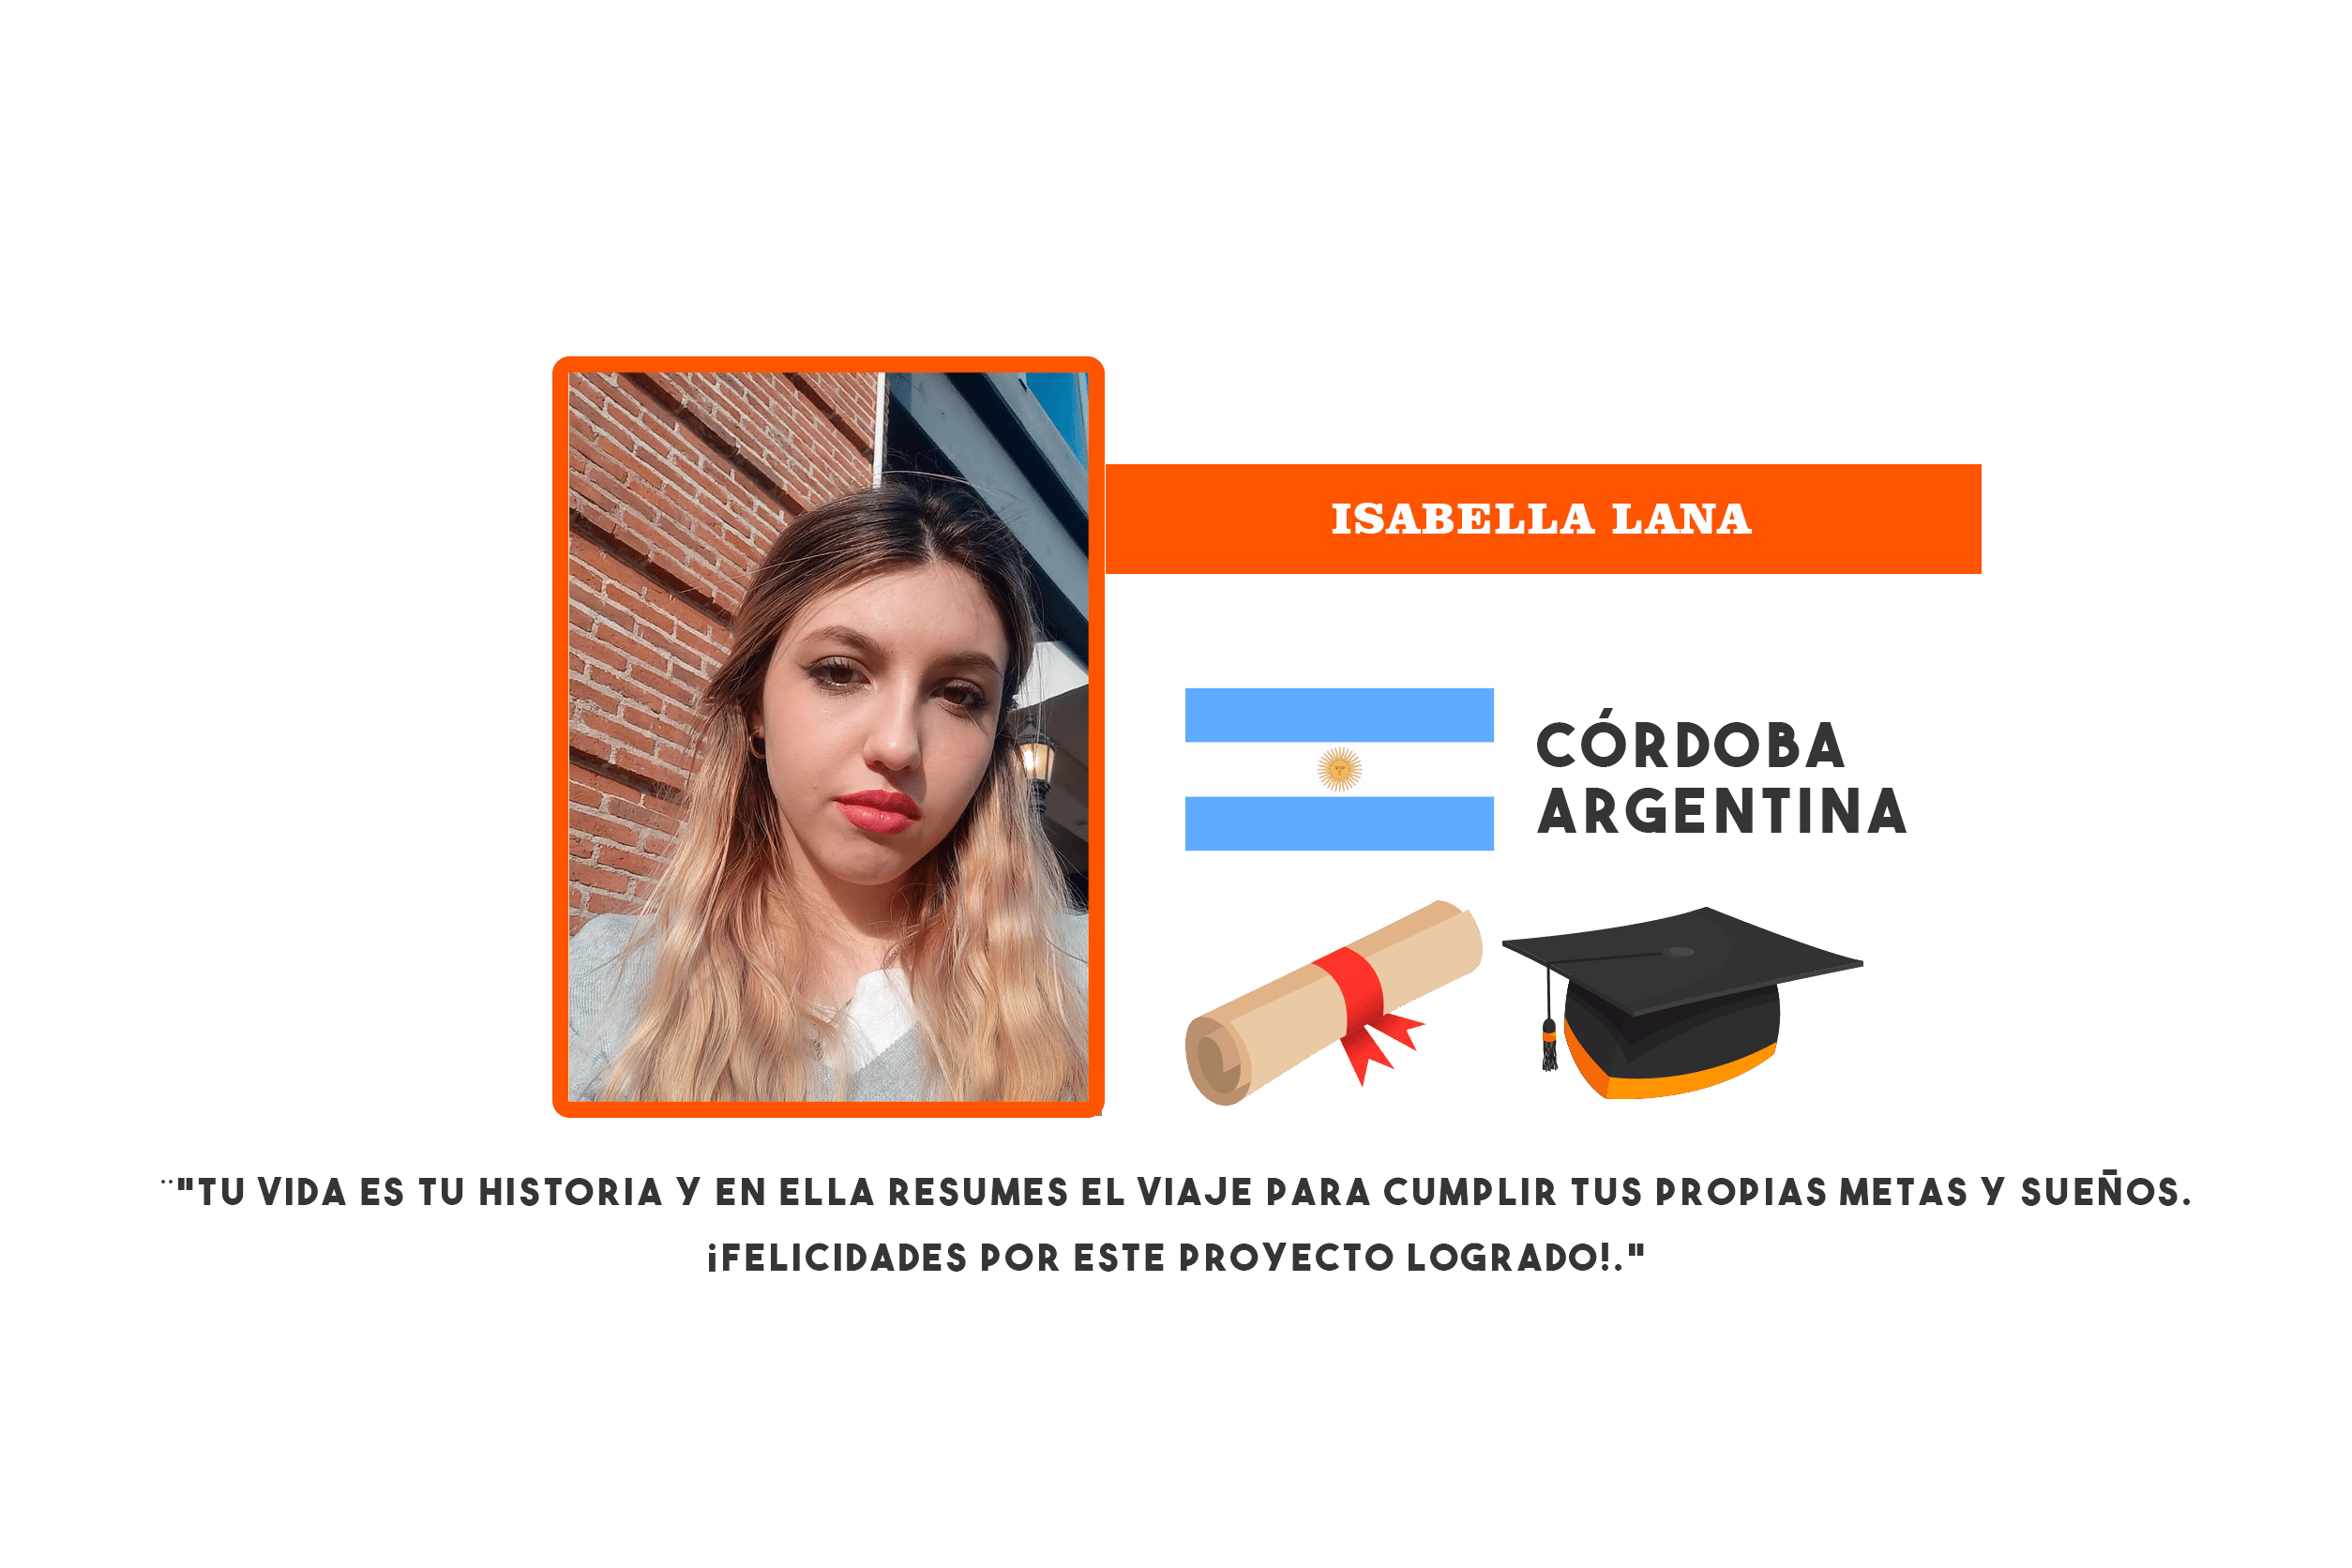 ISABELLA LANA
CÓRDOBA
ARGENTINA
¨"TU VIDA ES TU HISTORIA Y EN ELLA RESUMES EL VIAJE PARA CUMPLIR TUS PROPIAS METAS Y SUEÑOS.
¡FELICIDADES POR ESTE PROYECTO LOGRADO!."